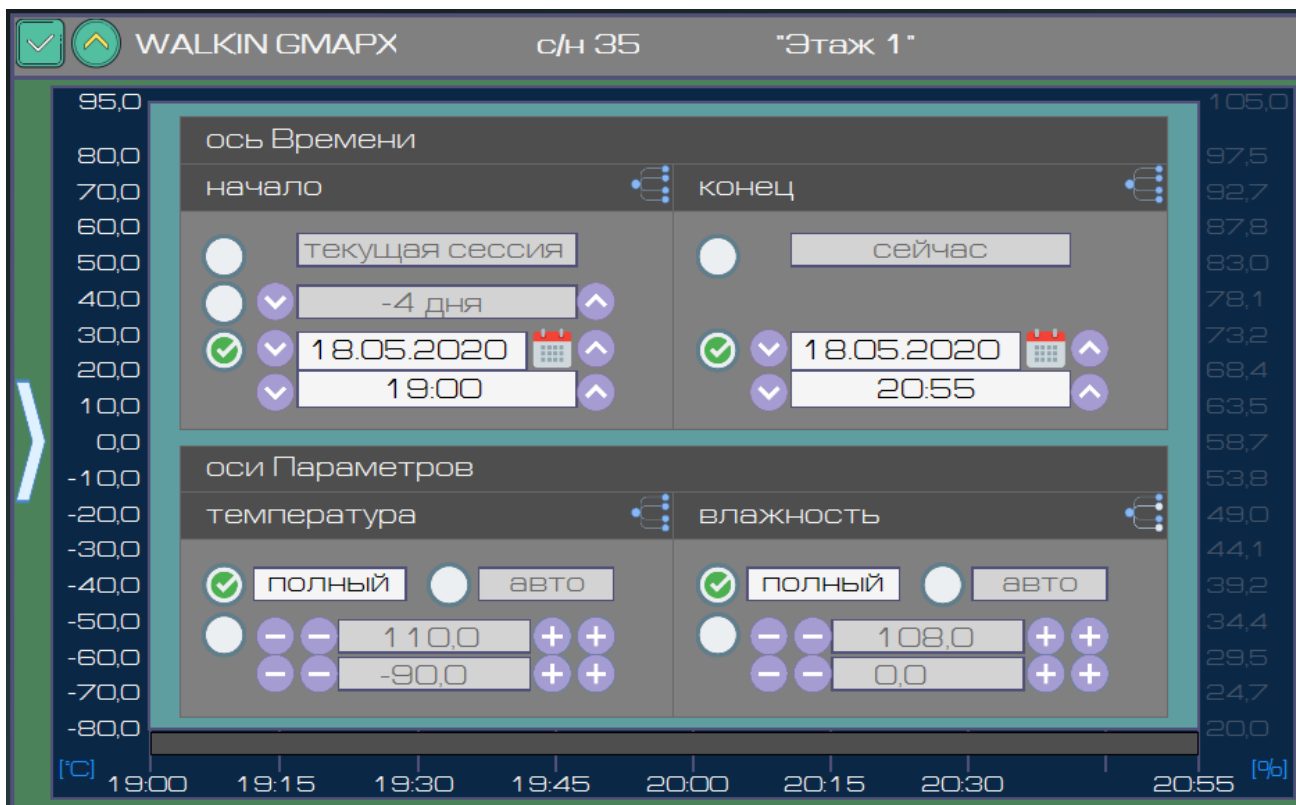 WALKIN GMAPX с/н 35 "Этаж 1"
95,0 105,0
ось Времени
80,0 97,5
70,0 начало конец 92,7
60,0 87,8
50,0 текущая сессия сейчас 83,0
40,0 -4 дня 78,1
30,0 18.05.2020 18.05.2020 73,2
20,0 68,4
10,0 19:00 20:55 63,5
0,0 58,7
-10,0 оси Параметров 53,8
-20,0 температура влажность 49,0
-30,0 44,1
-40,0 полный авто полный авто 39,2
-50,0 110,0 108,0 34,4
-60,0 29,5
-70,0 -90,0 0,0 24,7
-80,0 20,0
[°C] [%]
19:00 19:15 19:30 19:45 20:00 20:15 20:30 20:55